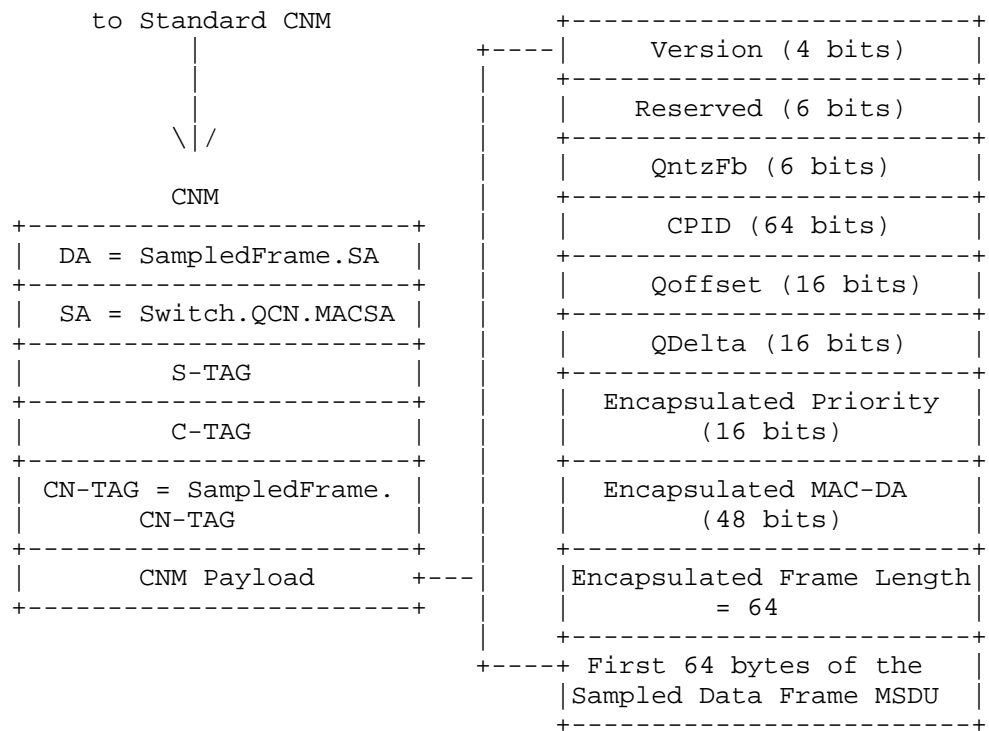 to Standard CNM
CNM
DA = SampledFrame.SA
SA = Switch.QCN.MACSA
S-TAG
C-TAG
CN-TAG = SampledFrame.
CN-TAG
CNM Payload
Version (4 bits)
Reserved (6 bits)
QntzFb (6 bits)
CPID (64 bits)
Qoffset (16 bits)
QDelta (16 bits)
Encapsulated Priority
(16 bits)
Encapsulated MAC-DA
(48 bits)
Encapsulated Frame Length
= 64
First 64 bytes of the
Sampled Data Frame MSDU